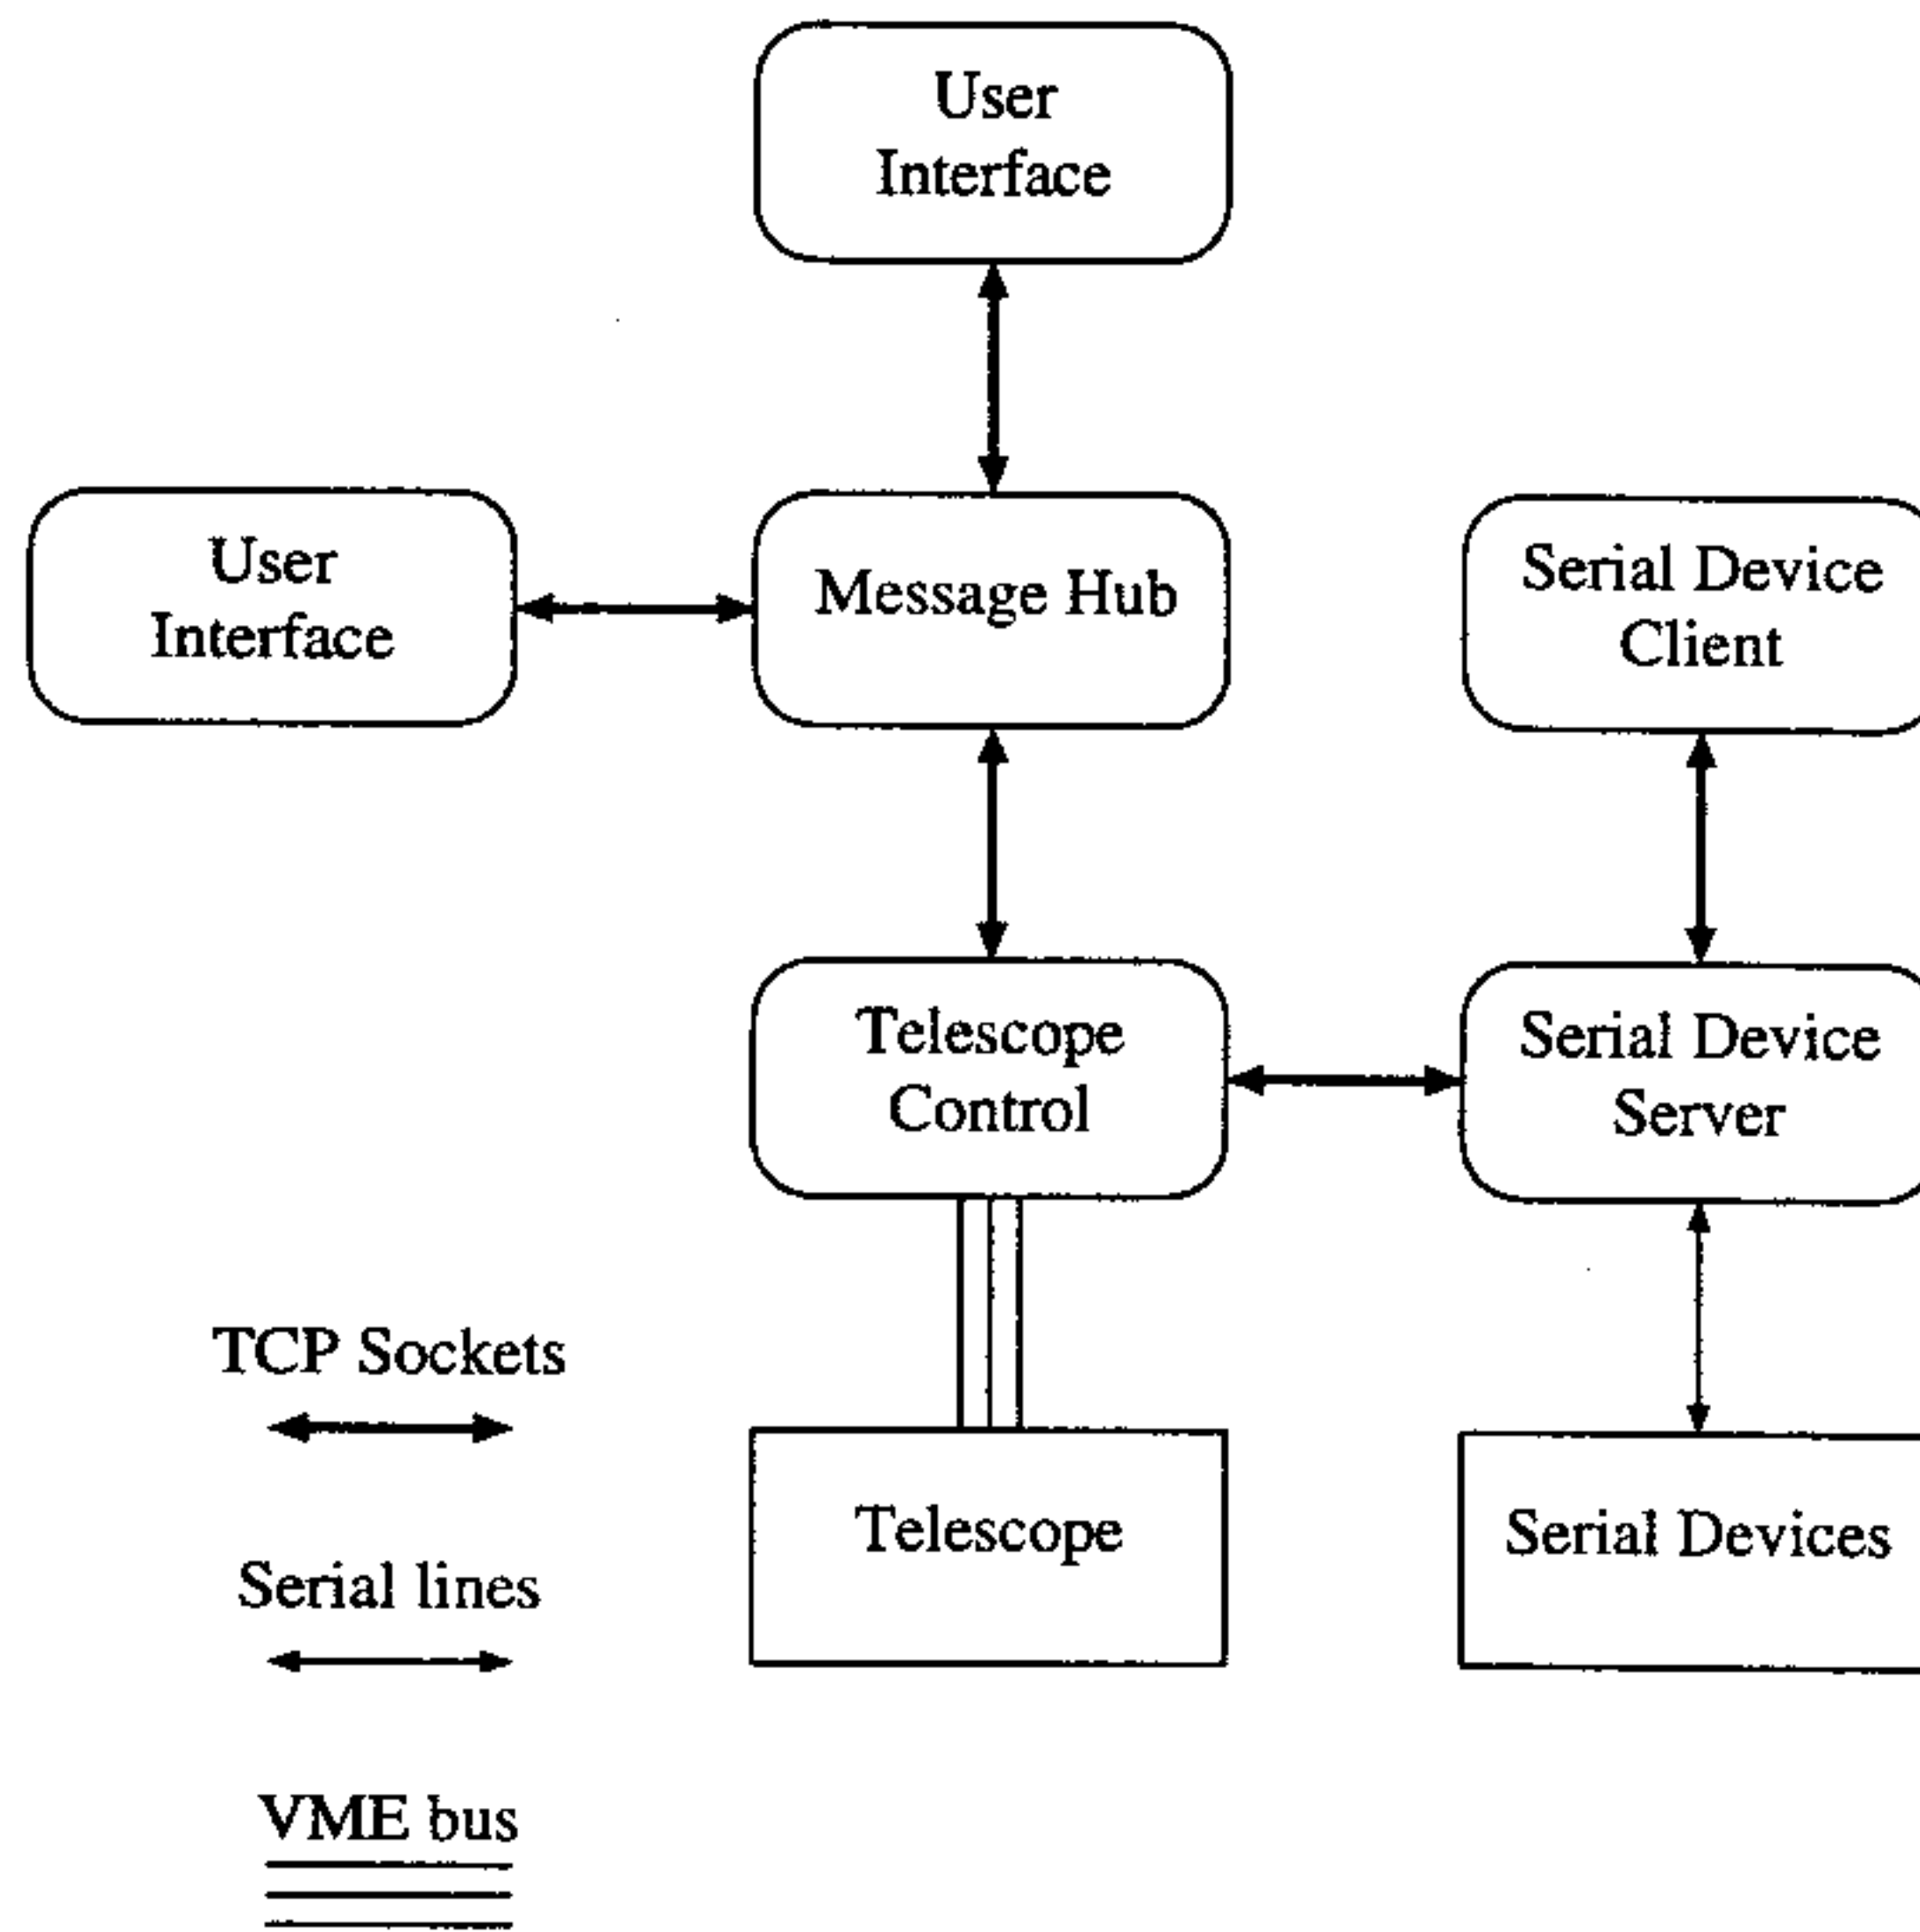 User
Interface
User
Interface
Message Hub
Serial Device
Client
Telescope
Control
Serial Device
Server
TCP Sockets
Telescope
Serial Devices
Serial lines
VME bus